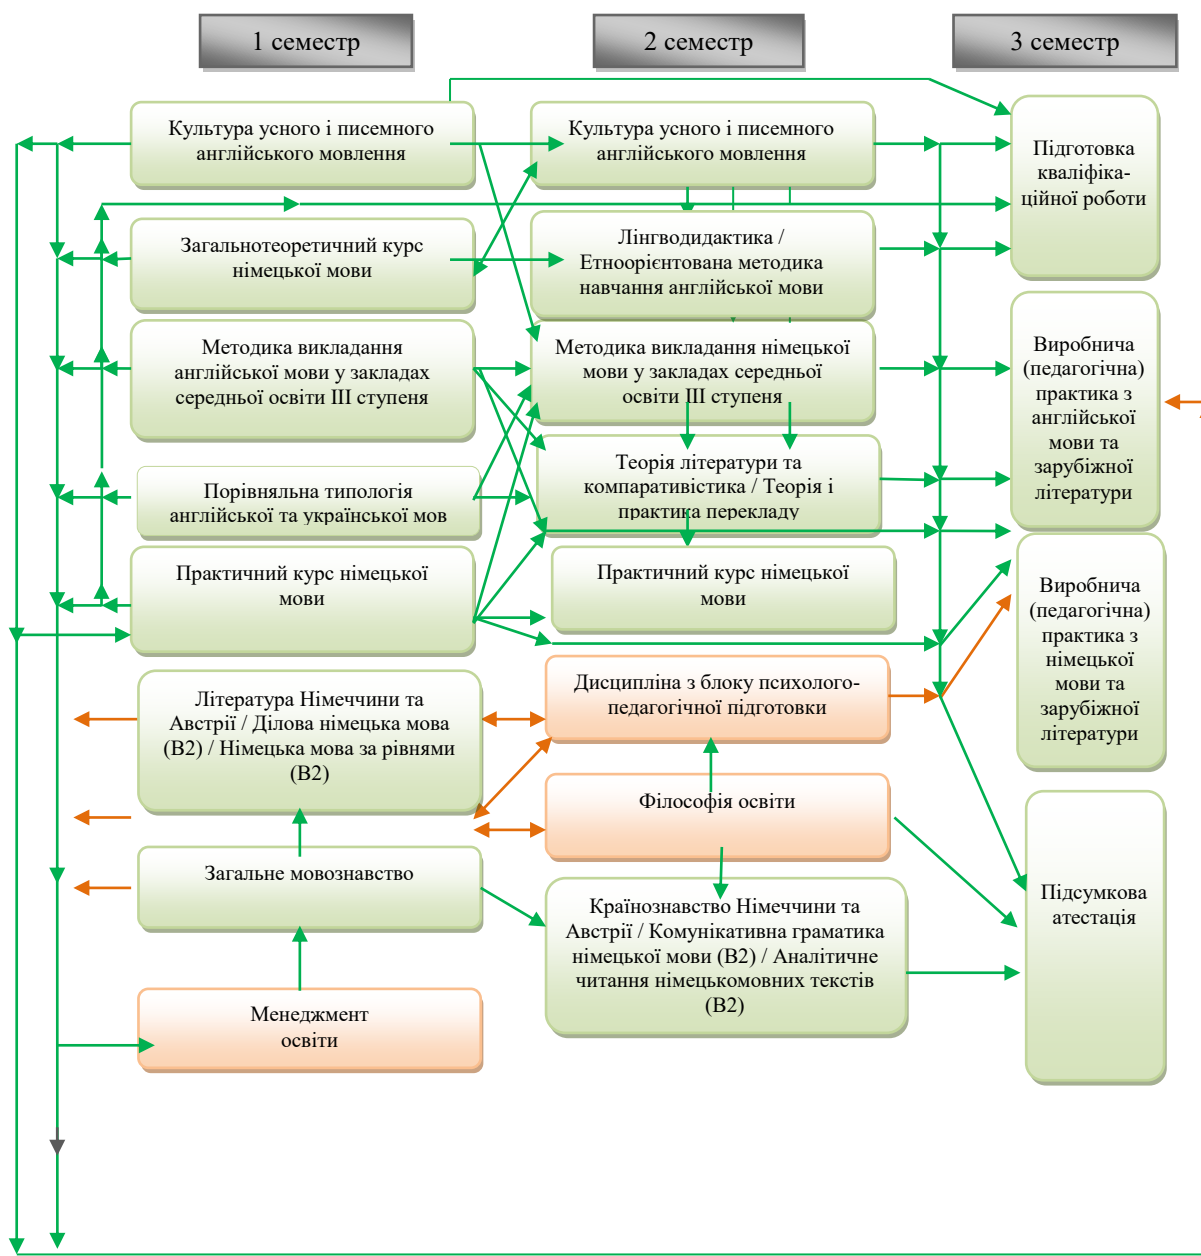 1 семестр
2 семестр
3 семестр
Культура усного і писемного
англійського мовлення
Загальнотеоретичний курс
німецької мови
Методика викладання
англійської мови у закладах
середньої освіти ІІІ ступеня
Порівняльна типологія
англійської та української мов
Практичний курс німецької
мови
Література Німеччини та
Австрії / Ділова німецька мова
(В2) / Німецька мова за рівнями
(В2)
Загальне мовознавство
Менеджмент
освіти
Культура усного і писемного
англійського мовлення
Лінгводидактика /
Етноорієнтована методика
навчання англійської мови
Методика викладання німецької
мови у закладах середньої
освіти ІІІ ступеня
Теорія літератури та
компаративістика / Теорія і
практика перекладу
Практичний курс німецької
мови
Дисципліна з блоку психолого-
педагогічної підготовки
Філософія освіти
Країнознавство Німеччини та
Австрії / Комунікативна граматика
німецької мови (В2) / Аналітичне
читання німецькомовних текстів
(В2)
Підготовка
кваліфіка-
ційної роботи
Виробнича
(педагогічна)
практика з
англійської
мови та
зарубіжної
літератури
Виробнича
(педагогічна)
практика з
німецької
мови та
зарубіжної
літератури
Підсумкова
атестація